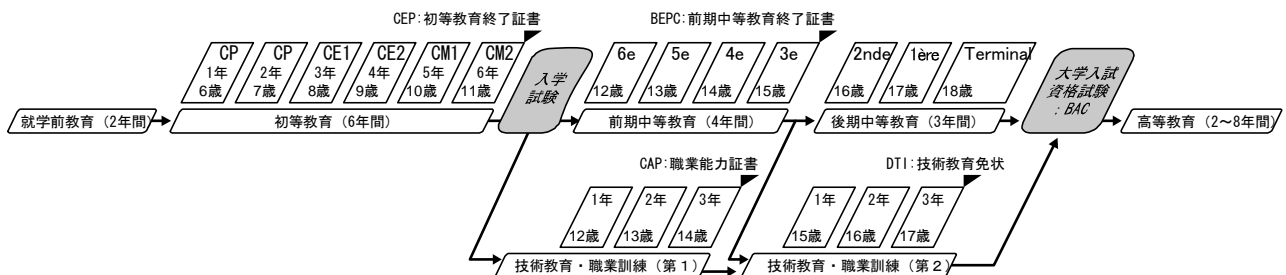 CEP:初等教育終了証書
BEPC:前期中等教育終了証書
CP CP CE1 CE2 CM1 CM2
1年 2年 3年 4年 5年 6年
6歳 7歳 8歳 9歳 10歳 11歳
入学
試験
6e 5e 4e 3e
12歳 13歳 14歳 15歳
2nde 1ère Terminal
16歳 17歳 18歳
大学入試
資格試験
:BAC
就学前教育(2年間)
初等教育(6年間)
前期中等教育(4年間)
後期中等教育(3年間)
高等教育(2~8年間)
CAP:職業能力証書
DTI:技術教育免状
1年 2年 3年
12歳 13歳 14歳
1年 2年 3年
15歳 16歳 17歳
技術教育・職業訓練(第1)
技術教育・職業訓練(第2)